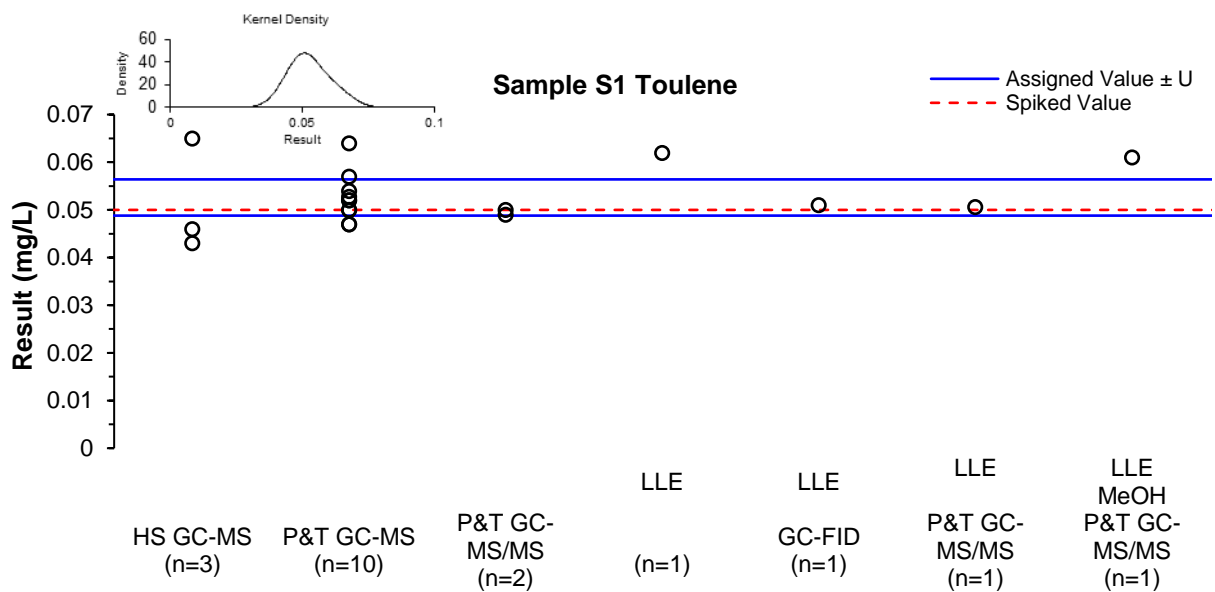 Kernel Density
60
40
20
0
Density
0
0.05
0.1
Result
Sample S1 Toulene
Assigned Value ± U
Spiked Value
0.07
0.06
0.05
0.04
0.03
0.02
0.01
0
Result (mg/L)
HS GC-MS
(n=3)
P&T GC-MS
(n=10)
P&T GC-
MS/MS
(n=2)
LLE
(n=1)
LLE
GC-FID
(n=1)
LLE
P&T GC-
MS/MS
(n=1)
LLE
MeOH
P&T GC-
MS/MS
(n=1)